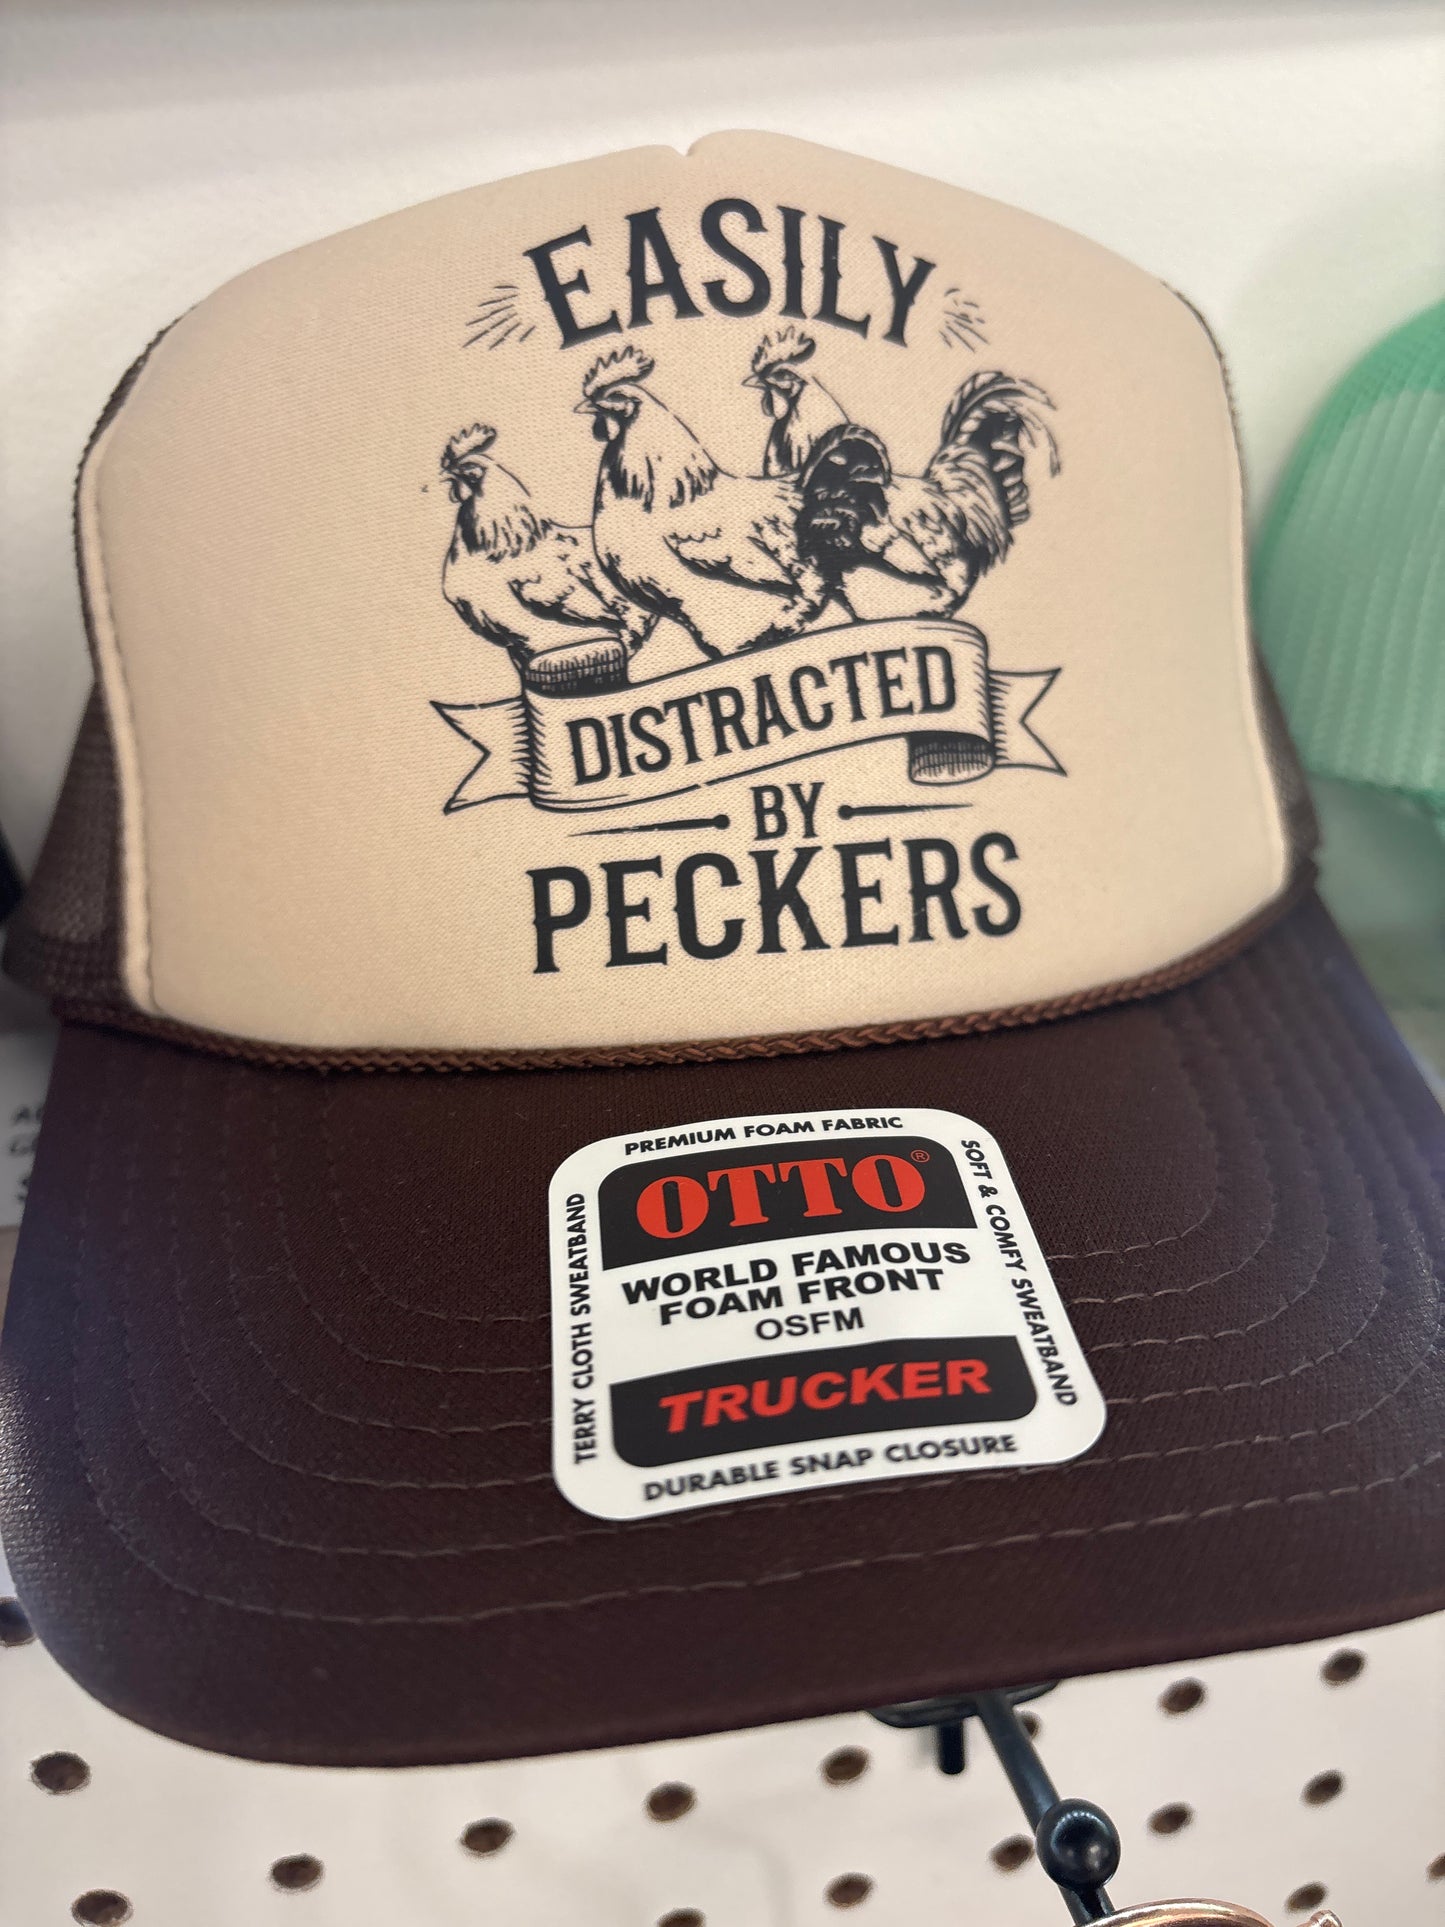 EASILY
DISTRACTED
BY
PECKERS
PREMIUM FOAM FABRIC
OTTO®
WORLD FAMOUS
FOAM FRONT
OSFM
TRUCKER
DURABLE SNAP CLOSURE
TERRY CLOTH SWEATBAND
SOFT & COMFY SWEATBAND